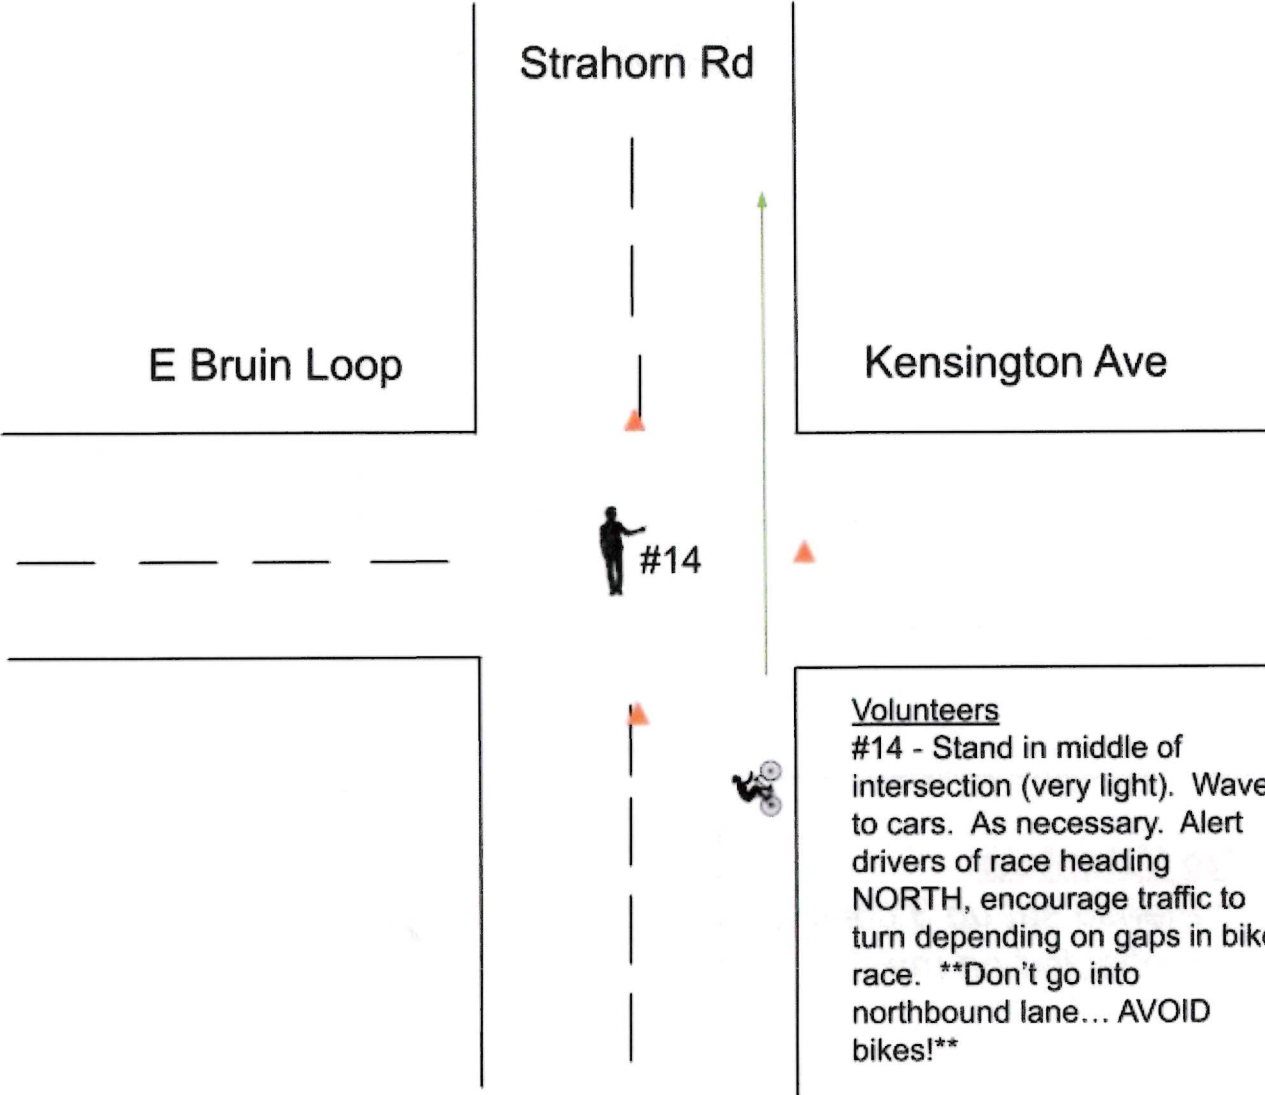 Strahorn Rd
E Bruin Loop
Kensington Ave
#14
Volunteers
#14 - Stand in middle of
intersection (very light).  Wave
to cars.  As necessary.  Alert
drivers of race heading
NORTH, encourage traffic to
turn depending on gaps in bik
race.  **Don't go into
northbound lane... AVOID
bikes!**